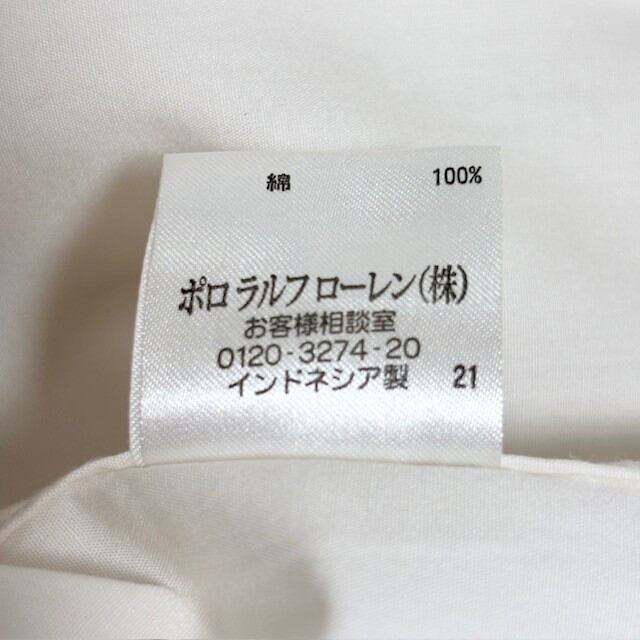 綿 100%
ポロ ラルフ ローレン(株)
お客様相談室
0120-3274-20
インドネシア製 21